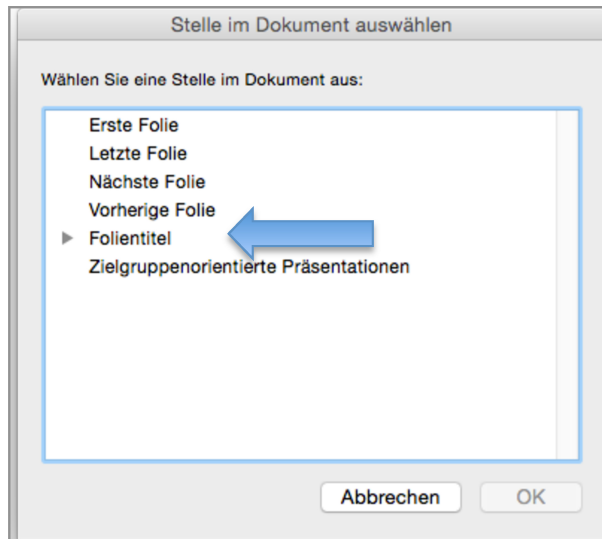 Stelle im Dokument auswählen
Wählen Sie eine Stelle im Dokument aus:
Erste Folie
Letzte Folie
Nächste Folie
Vorherige Folie
Folientitel
Zielgruppenorientierte Präsentationen
Abbrechen OK